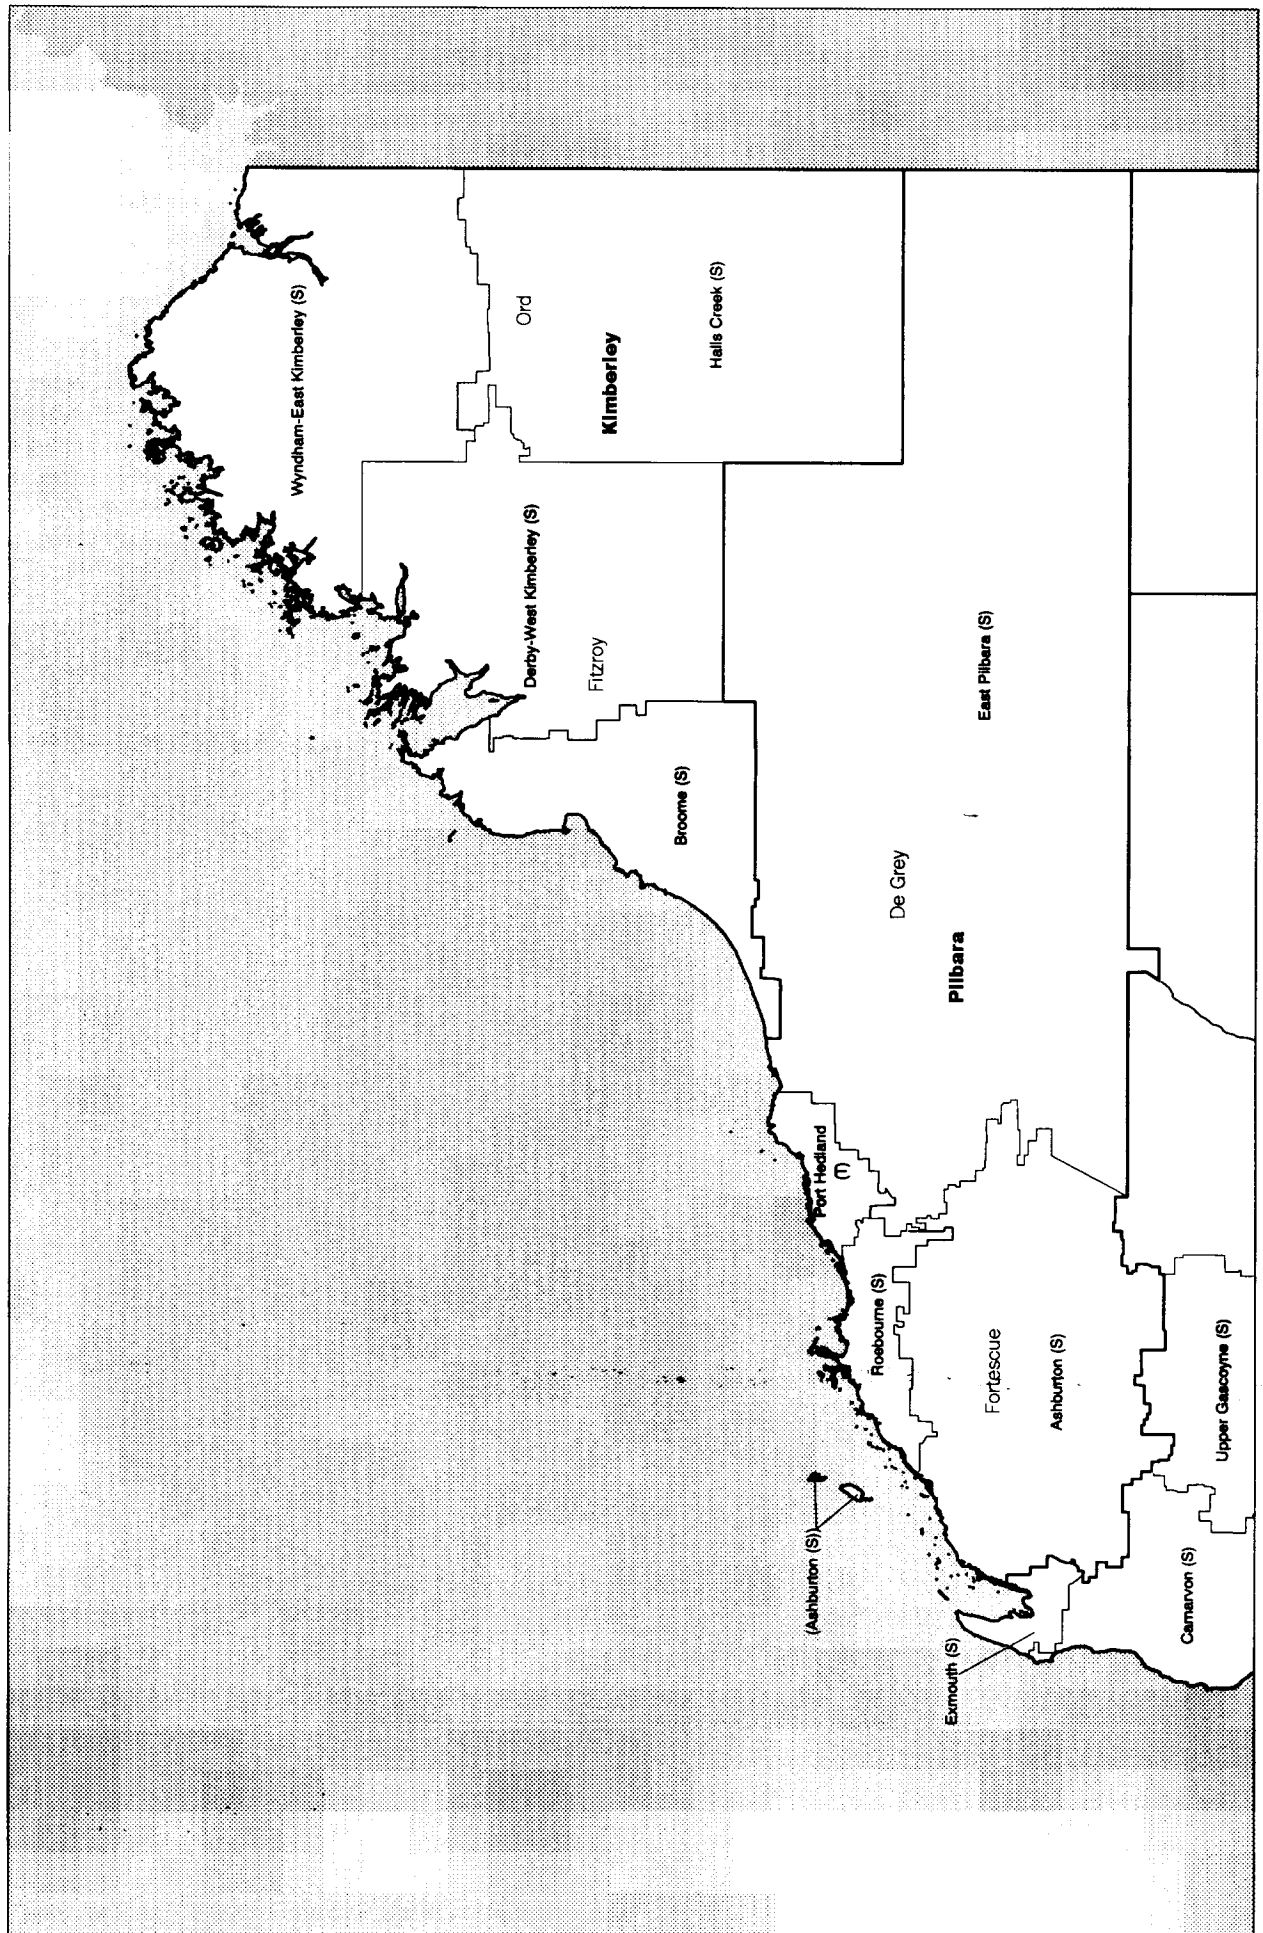 Wyndham-East Kimberley (S)
Ord
Kimberley
Halls Creek (S)
Derby-West Kimberley (S)
Fitzroy
Broome (S)
East Pilbara (S)
De Grey
Pilbara
Port Hedland
(T)
Roebourne (S)
Fortescue
Ashburton (S)
(Ashburton (S))
Exmouth (S)
Upper Gascoyne (S)
Carnarvon (S)